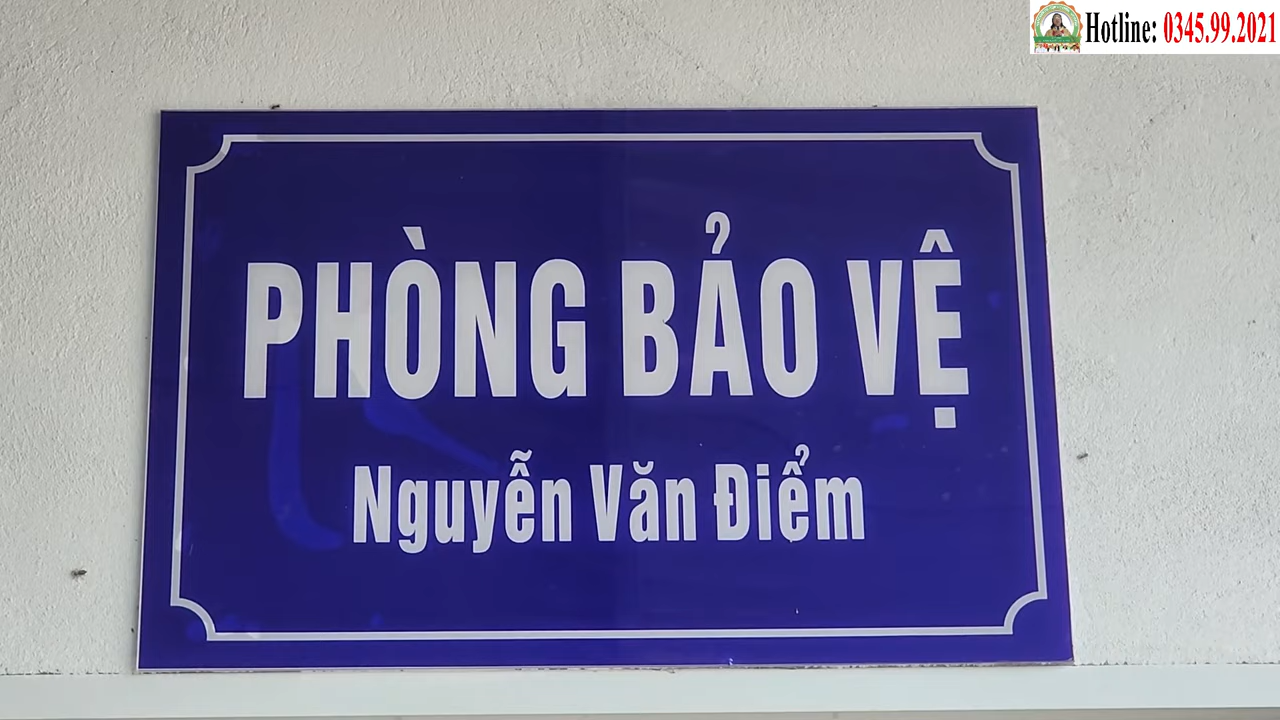 Hotline: 0345.99.2021
PHÒNG BẢO VỆ
Nguyễn Văn Điểm